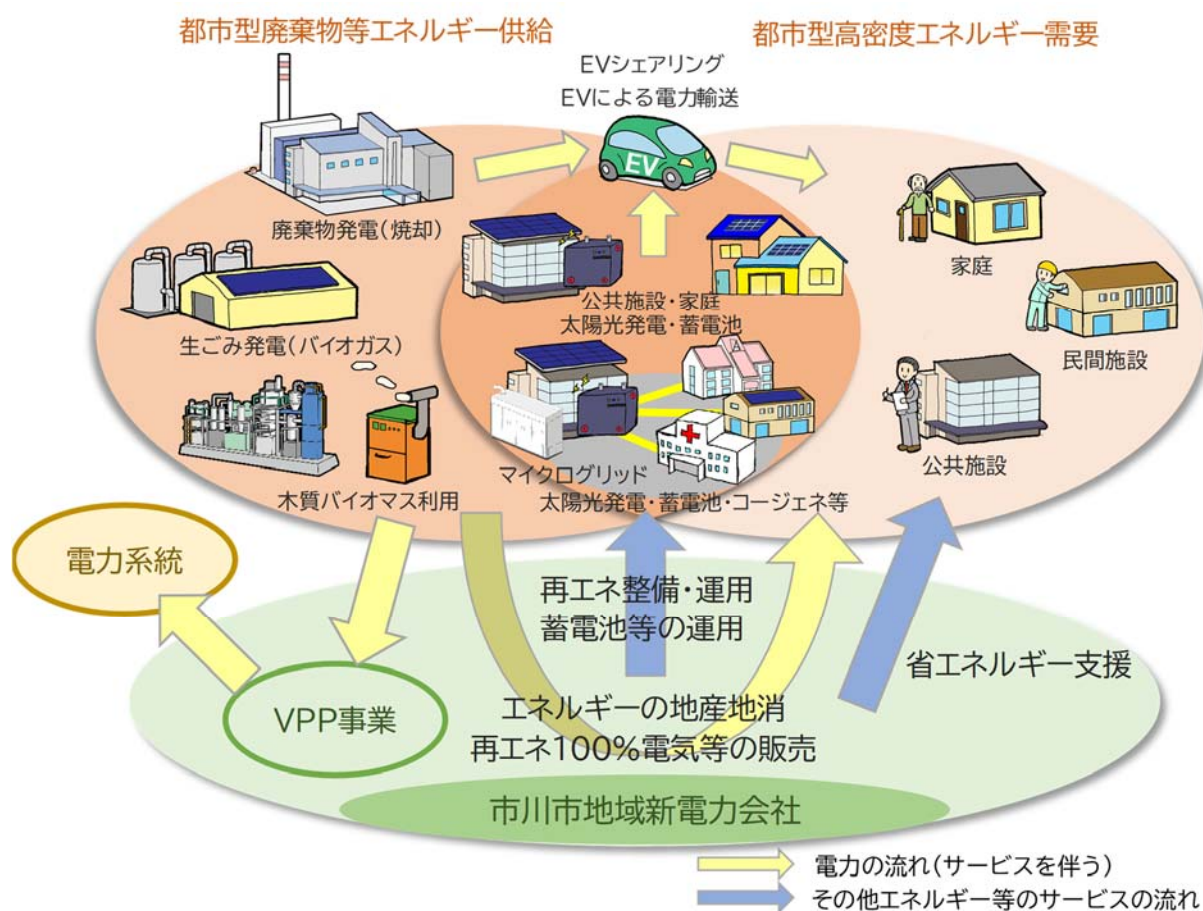 都市型廃棄物等エネルギー供給
都市型高密度エネルギー需要
EVシェアリング
EVによる電力輸送
EV
廃棄物発電(焼却)
生ごみ発電(バイオガス)
木質バイオマス利用
公共施設・家庭
太陽光発電・蓄電池
マイクログリッド
太陽光発電・蓄電池・コージェネ等
家庭
民間施設
公共施設
電力系統
VPP事業
再エネ整備・運用
蓄電池等の運用
省エネルギー支援
エネルギーの地産地消
再エネ100%電気等の販売
市川市地域新電力会社
電力の流れ(サービスを伴う)
その他エネルギー等のサービスの流れ